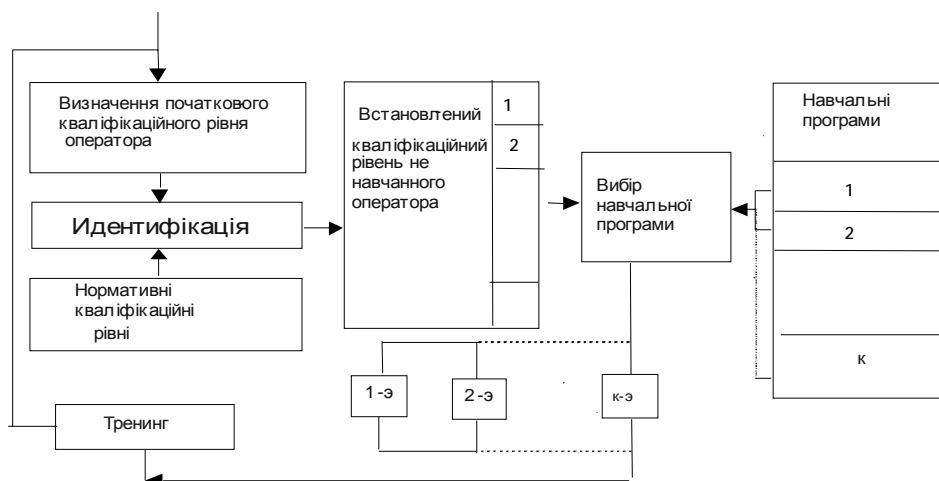 Визначення початкового
кваліфікаційного рівня
оператора
Идентифікація
Нормативні
кваліфікаційні
рівні
Тренинг
Встановлтений
кваліфікаційний
рівень не
навчанного
оператора
1
2
Вибір
навчальної
програми
Навчальні
програми
1
2
К
1-э
2-э
к-э